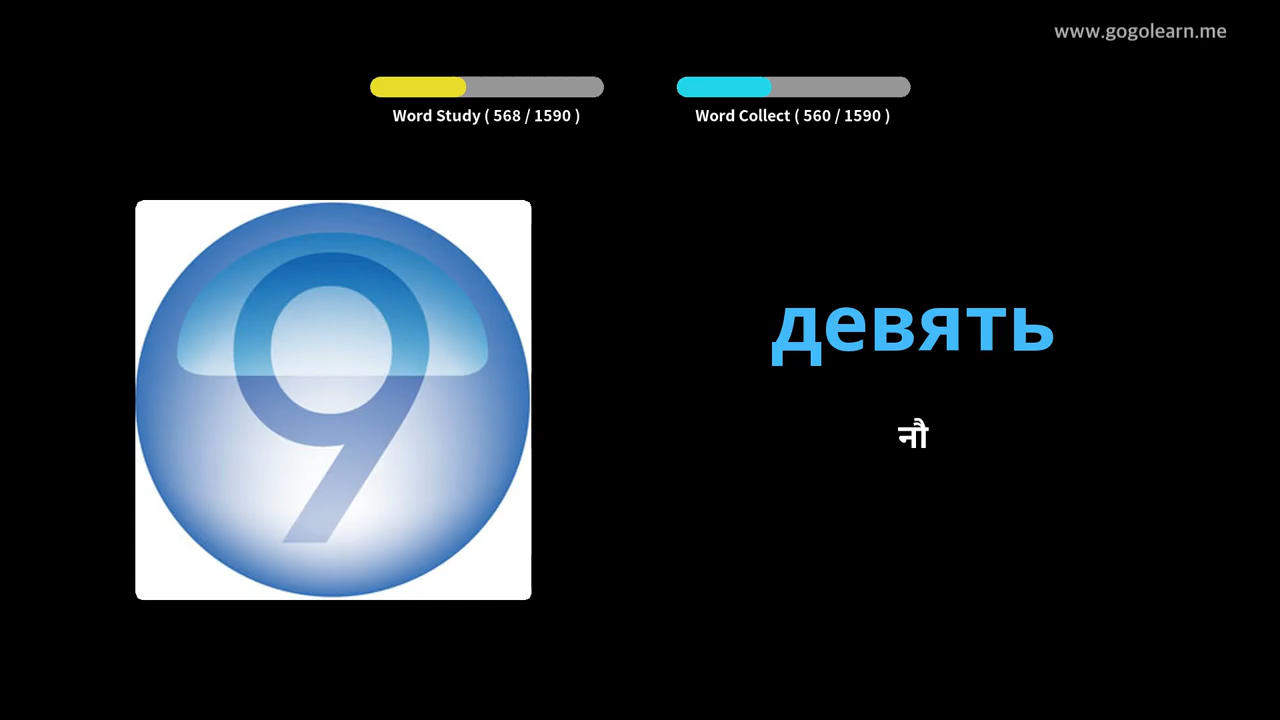 www.gogolearn.me
Word Study ( 568 / 1590 )
Word Collect ( 560 / 1590 )
9
девять
नौ